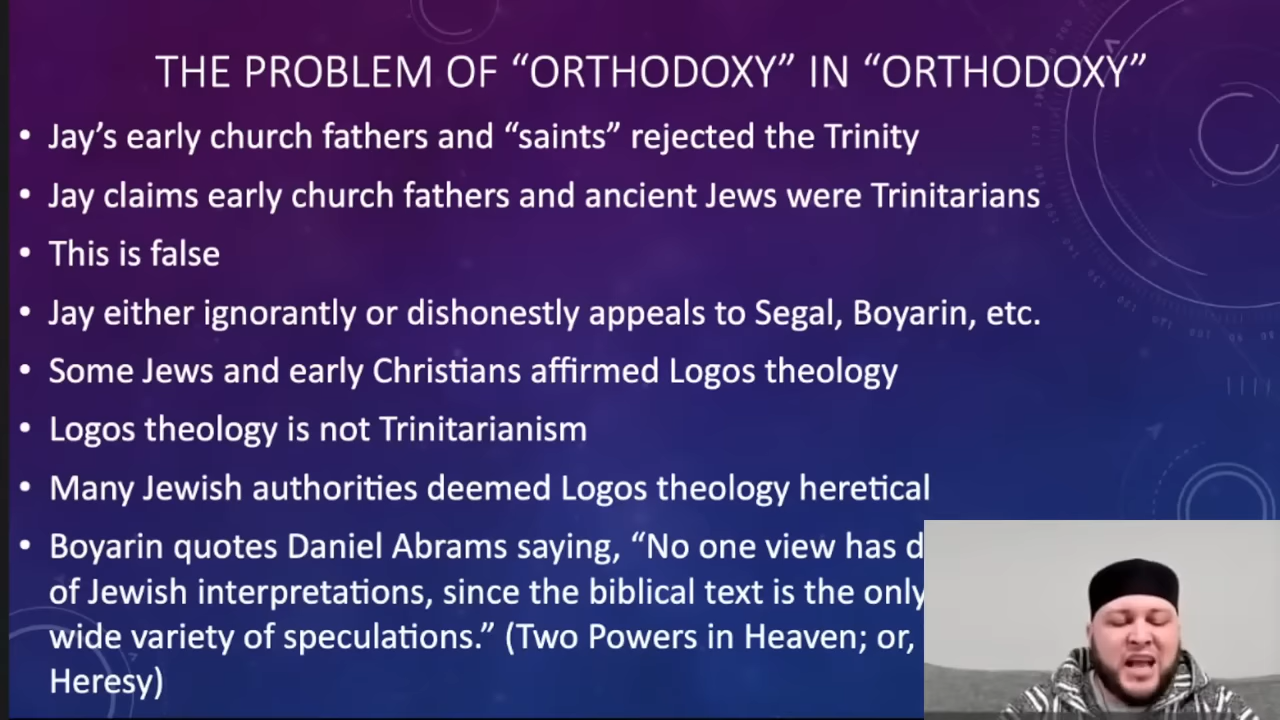 THE PROBLEM OF “ORTHODOXY” IN “ORTHODOXY”
• Jay’s early church fathers and “saints” rejected the Trinity
• Jay claims early church fathers and ancient Jews were Trinitarians
• This is false
• Jay either ignorantly or dishonestly appeals to Segal, Boyarin, etc.
• Some Jews and early Christians affirmed Logos theology
• Logos theology is not Trinitarianism
• Many Jewish authorities deemed Logos theology heretical
• Boyarin quotes Daniel Abrams saying, “No one view has
of Jewish interpretations, since the biblical text is the only
wide variety of speculations.” (Two Powers in Heaven; or,
Heresy)